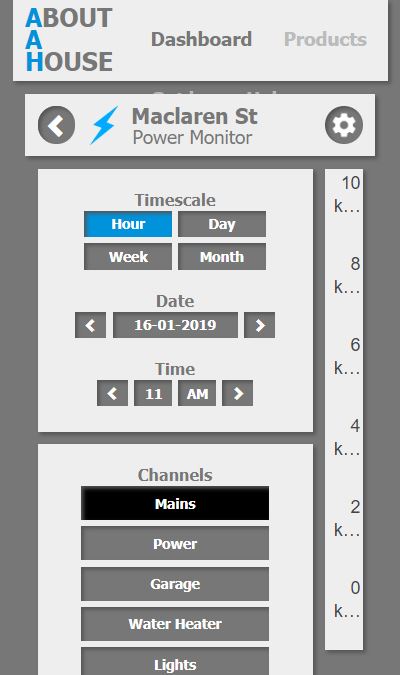 ABOUT
A
HOUSE
Dashboard
Products
Maclaren St
Power Monitor
Timescale
Hour
Day
Week
Month
Date
16-01-2019
Time
11
AM
Channels
Mains
Power
Garage
Water Heater
Lights
10
k…
8
k…
6
k…
4
k…
2
k…
0
k…